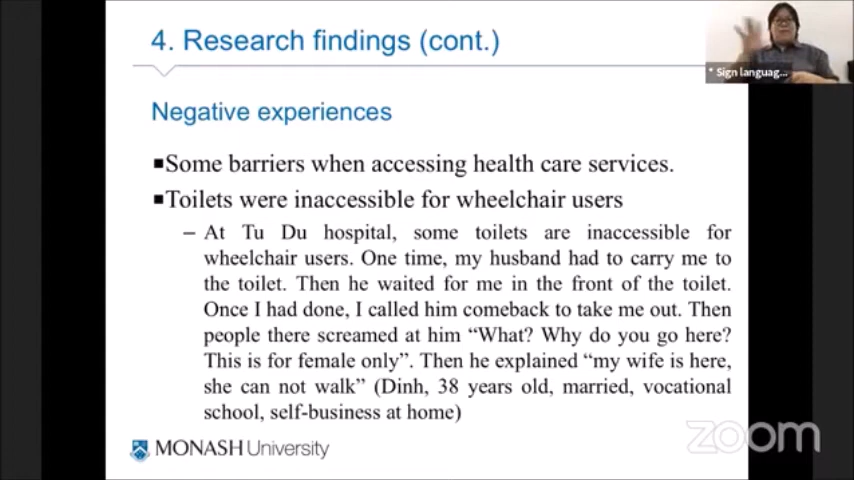 4. Research findings (cont.)
* Sign languag...
Negative experiences
▪Some barriers when accessing health care services.
▪Toilets were inaccessible for wheelchair users
– At Tu Du hospital, some toilets are inaccessible for
wheelchair users. One time, my husband had to carry me to
the toilet. Then he waited for me in the front of the toilet.
Once I had done, I called him comeback to take me out. Then
people there screamed at him “What? Why do you go here?
This is for female only”. Then he explained “my wife is here,
she can not walk” (Dinh, 38 years old, married, vocational
school, self-business at home)
MONASH University
zoom